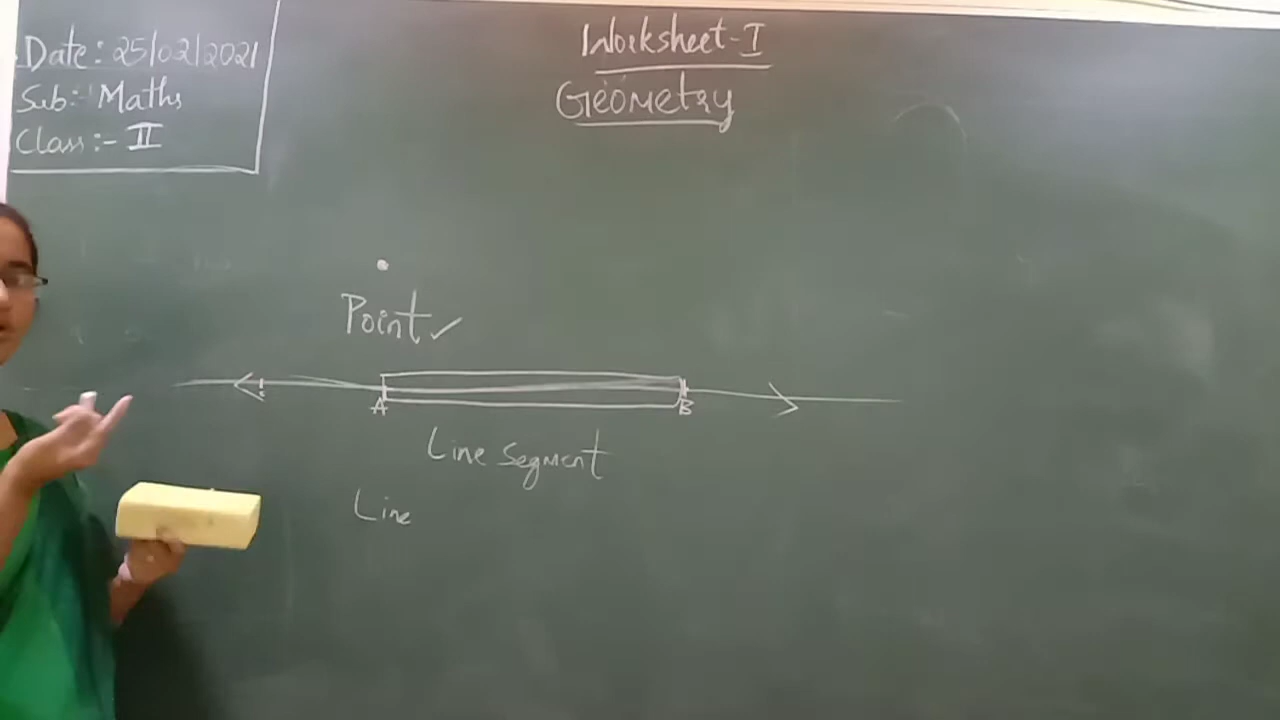 Date: 25/02/2021
Sub:- Maths
Class:- II
Worksheet-I
Geometry
Point
A B
Line Segment
Line